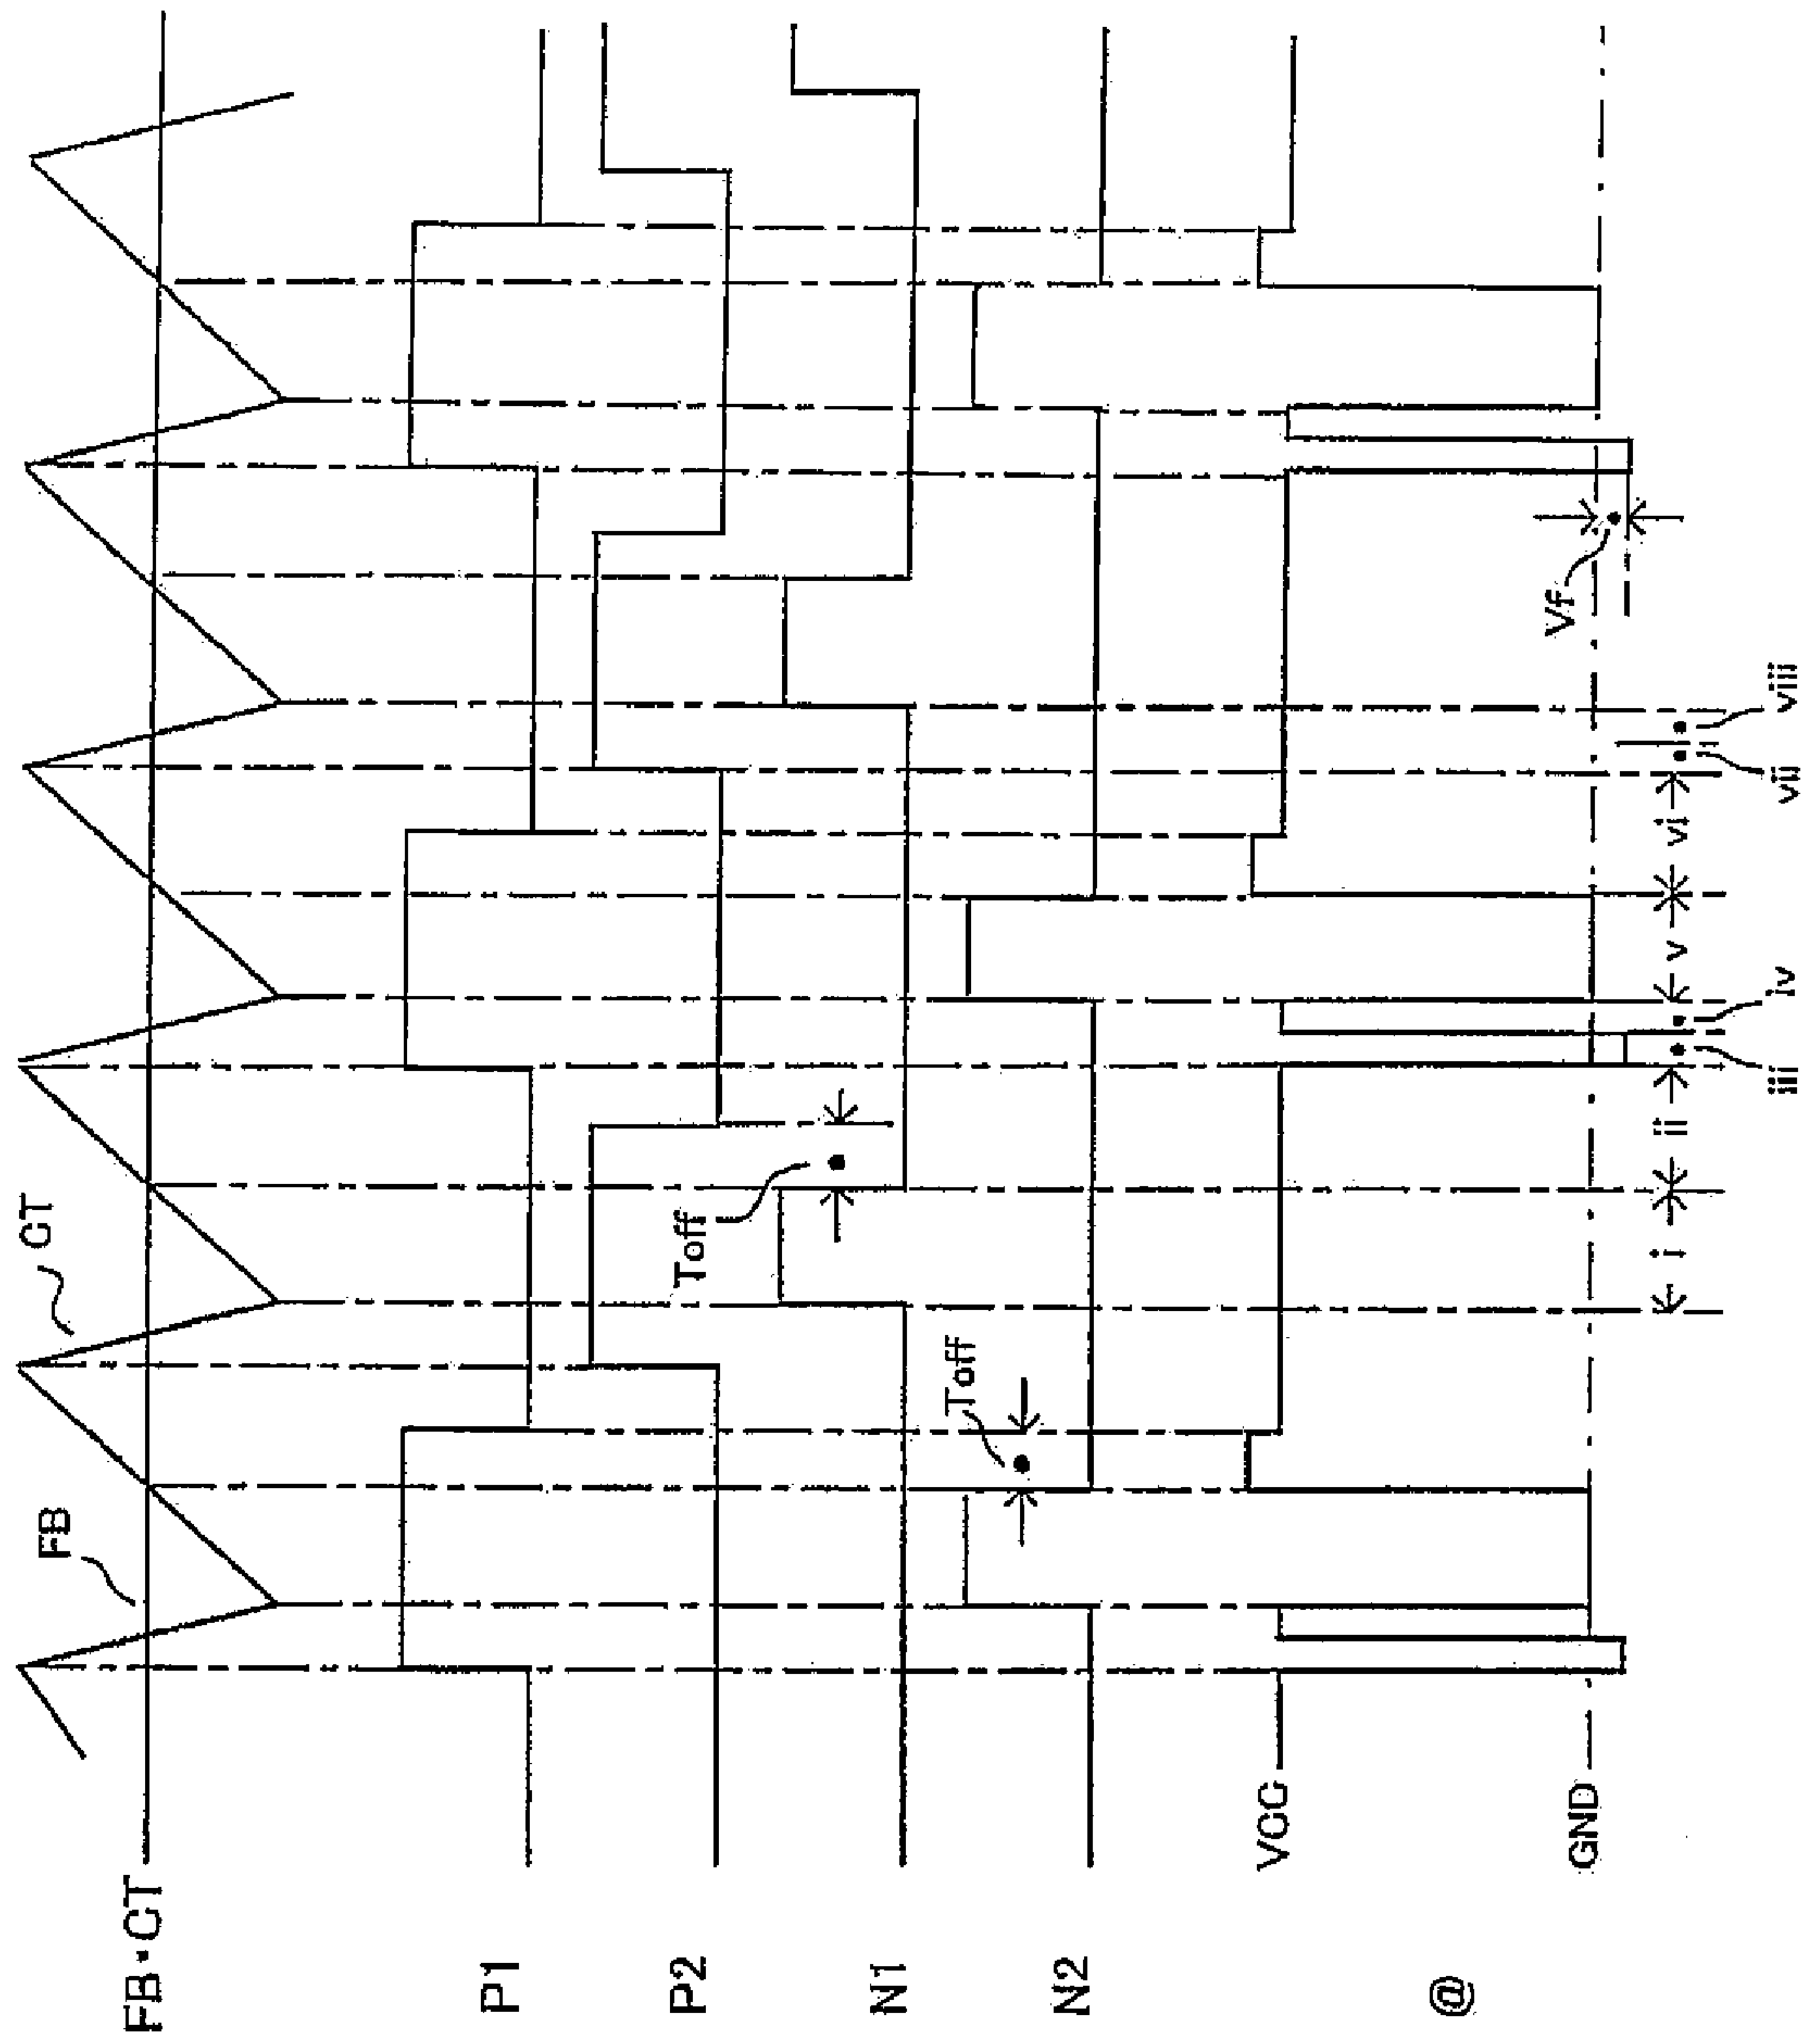 FB
CT
FB·CT
P1
P2
Toff
N1
Toff
N2
VCC
Vf
GND
@
i
ii
iii
iv
v
vi
vii
viii